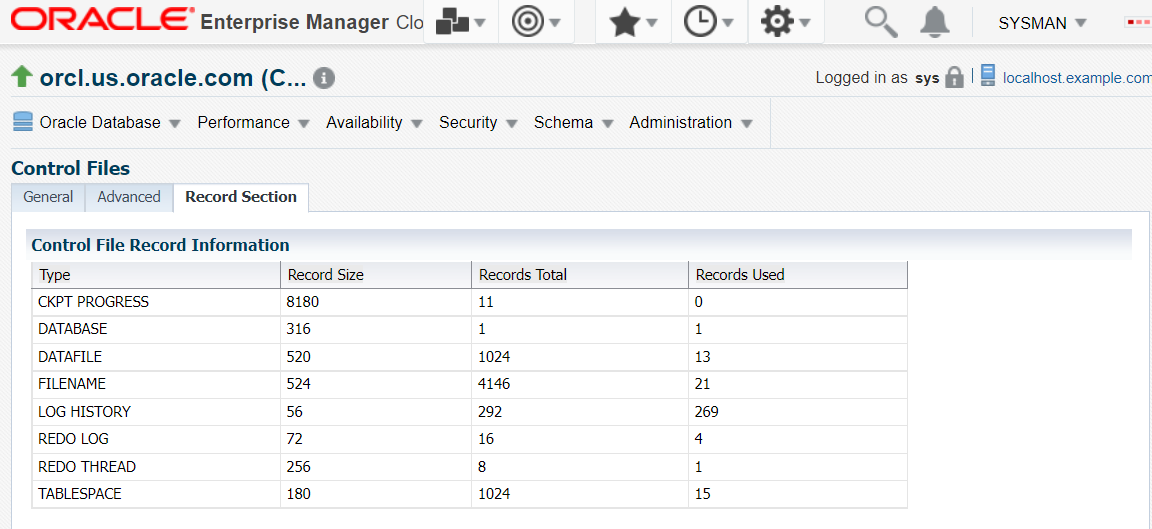 ORACLE® Enterprise Manager Clo SYSMAN
orcl.us.oracle.com (C... Logged in as sys localhost.example.com
Oracle Database Performance Availability Security Schema Administration
Control Files
General Advanced Record Section
Control File Record Information
Type Record Size Records Total Records Used
CKPT PROGRESS 8180 11 0
DATABASE 316 1 1
DATAFILE 520 1024 13
FILENAME 524 4146 21
LOG HISTORY 56 292 269
REDO LOG 72 16 4
REDO THREAD 256 8 1
TABLESPACE 180 1024 15